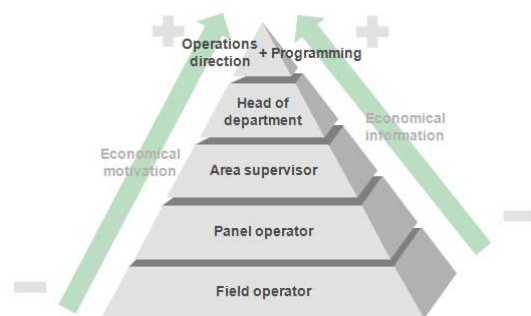 Operations
direction
+ Programming
Head of
department
Economical
information
Economical
motivation
Area supervisor
Panel operator
Field operator